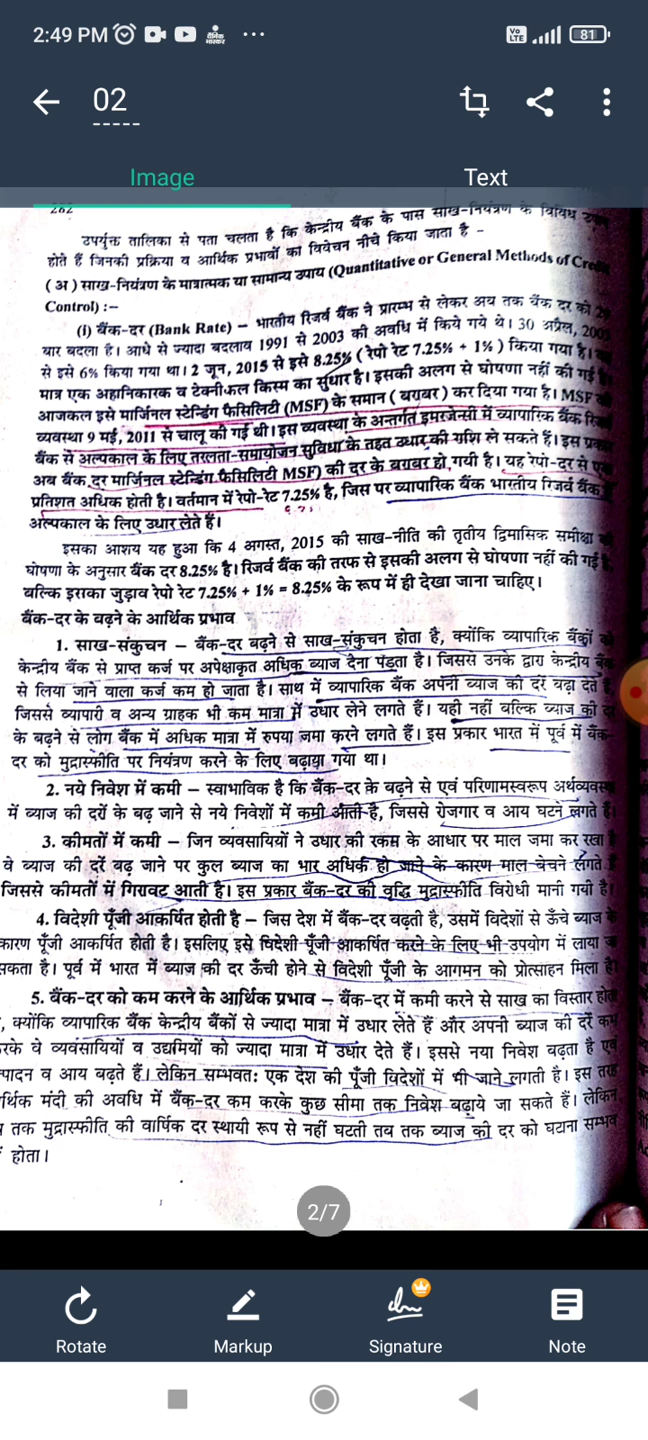 2:49 PM
81
02
Image
Text
262
उपर्युक्त तालिका से पता चलता है कि केन्द्रीय बैंक के पास साख-नियंत्रण के विविध
होते हैं जिनकी प्रक्रिया व आर्थिक प्रभावों का विवेचन नीचे किया जाता है -
(अ) साख-नियंत्रण के मात्रात्मक या सामान्य उपाय (Quantitative or General Methods of
Control) :–
(i) बैंक-दर (Bank Rate) – भारतीय रिजर्व बैंक ने प्रारम्भ से लेकर अब तक बैंक दर को
बार बदला है। आधे से ज्यादा बदलाव 1991 से 2003 की अवधि में किये गये थे। 30 अप्रैल,
से इसे 6% किया गया था। 2 जून, 2015 से इसे 8.25% (रेपो रेट 7.25% + 1%) किया गया है।
मात्र एक अहानिकारक व टेक्नीकल किस्म का सुधार है। इसकी अलग से घोषणा नहीं की गई
आजकल इसे मार्जिनल स्टेन्डिंग फैसिलिटी (MSF) के समान (बराबर) कर दिया गया है। MSF
व्यवस्था 9 मई, 2011 से चालू की गई थी। इस व्यवस्था के अन्तर्गत इमरजेन्सी में व्यापारिक बैंक
बैंक से अल्पकाल के लिए तरलता-समायोजन सुविधा के तहत उधार की राशि ले सकते हैं। इस
अब बैंक दर मार्जिनल स्टेन्डिंग फैसिलिटी MSF) की दर के बराबर हो गयी है। यह रेपो-दर से
प्रतिशत अधिक होती है। वर्तमान में रेपो-रेट 7.25% है, जिस पर व्यापारिक बैंक भारतीय रिजर्व बैंक
अल्पकाल के लिए उधार लेते हैं।
इसका आशय यह हुआ कि 4 अगस्त, 2015 की साख-नीति की तृतीय द्विमासिक समीक्षा
घोषणा के अनुसार बैंक दर 8.25% है। रिजर्व बैंक की तरफ से इसकी अलग से घोषणा नहीं की गई
बल्कि इसका जुड़ाव रेपो रेट 7.25% + 1% = 8.25% के रूप में ही देखा जाना चाहिए।
बैंक-दर के बढ़ने के आर्थिक प्रभाव
1. साख-संकुचन – बैंक-दर बढ़ने से साख-संकुचन होता है, क्योंकि व्यापारिक बैंकों
केन्द्रीय बैंक से प्राप्त कर्ज पर अपेक्षाकृत अधिक ब्याज देना पड़ता है। जिससे उनके द्वारा केन्द्रीय
से लिया जाने वाला कर्ज कम हो जाता है। साथ में व्यापारिक बैंक अपनी ब्याज की दरें बढ़ा देते
जिससे व्यापारी व अन्य ग्राहक भी कम मात्रा में उधार लेने लगते हैं। यही नहीं बल्कि ब्याज की
के बढ़ने से लोग बैंक में अधिक मात्रा में रुपया जमा करने लगते हैं। इस प्रकार भारत में पूर्व में बैंक-
दर को मुद्रास्फीति पर नियंत्रण करने के लिए बढ़ाया गया था।
2. नये निवेश में कमी – स्वाभाविक है कि बैंक-दर के बढ़ने से एवं परिणामस्वरूप
में ब्याज की दरों के बढ़ जाने से नये निवेशों में कमी आती है, जिससे रोजगार व आय घटने लगते हैं।
3. कीमतों में कमी – जिन व्यवसायियों ने उधार की रकम के आधार पर माल जमा कर रखा
वे ब्याज की दरें बढ़ जाने पर कुल ब्याज का भार अधिक हो जाने के कारण माल बेचने लगते
जिससे कीमतों में गिरावट आती है। इस प्रकार बैंक-दर की वृद्धि मुद्रास्फीति विरोधी मानी गयी है।
4. विदेशी पूँजी आकर्षित होती है – जिस देश में बैंक-दर बढ़ती है, उसमें विदेशों से ऊँचे ब्याज के
कारण पूँजी आकर्षित होती है। इसलिए इसे विदेशी पूँजी आकर्षित करने के लिए भी उपयोग में लाया
सकता है। पूर्व में भारत में ब्याज की दर ऊँची होने से विदेशी पूँजी के आगमन को प्रोत्साहन मिला है।
5. बैंक-दर को कम करने के आर्थिक प्रभाव – बैंक-दर में कमी करने से साख का विस्तार
, क्योंकि व्यापारिक बैंक केन्द्रीय बैंकों से ज्यादा मात्रा में उधार लेते हैं और अपनी ब्याज की दरें कम
वे व्यवसायियों व उद्यमियों को ज्यादा मात्रा में उधार देते हैं। इससे नया निवेश बढ़ता है
व आय बढ़ते हैं। लेकिन सम्भवतः एक देश की पूँजी विदेशों में भी जाने लगती है। इस
मंदी की अवधि में बैंक-दर कम करके कुछ सीमा तक निवेश बढ़ाये जा सकते हैं। लेकिन
तक मुद्रास्फीति की वार्षिक दर स्थायी रूप से नहीं घटती तब तक ब्याज की दर को घटाना सम्भव
होता।
2/7
Rotate
Markup
Signature
Note